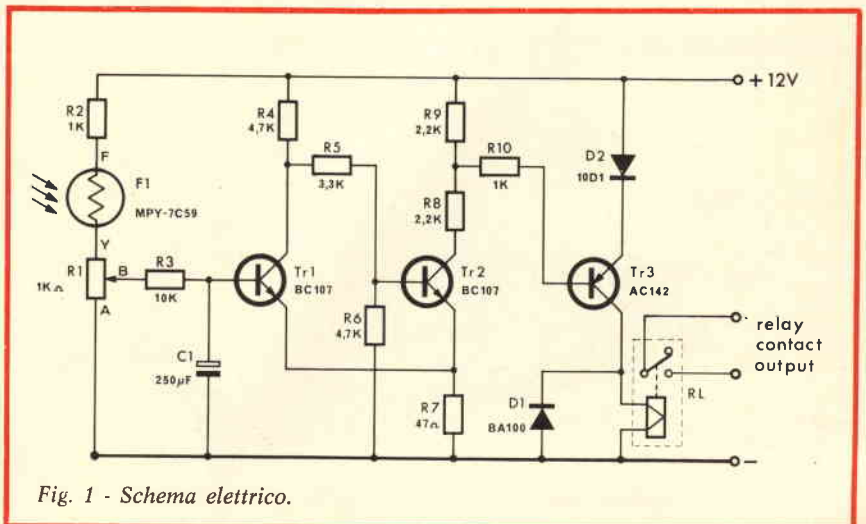 + 12V
R2
1K
F
F1
MPY-7C59
Y
R1
1KΩ
B
A
R3
10K
C1
250µF
R4
4,7K
R5
3,3K
Tr1
BC107
R6
4,7K
R9
2,2K
R8
2,2K
R10
1K
Tr2
BC107
R7
47Ω
D2
10D1
Tr3
AC142
D1
BA100
relay
contact
output
RL
–
Fig. 1 - Schema elettrico.